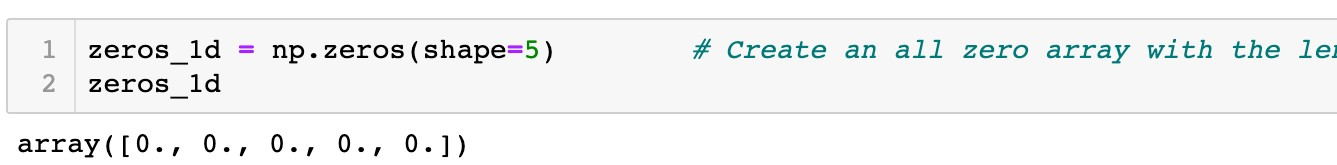 1 zeros_1d = np.zeros(shape=5) # Create an all zero array with the
2 zeros_1d
array([0., 0., 0., 0., 0.])